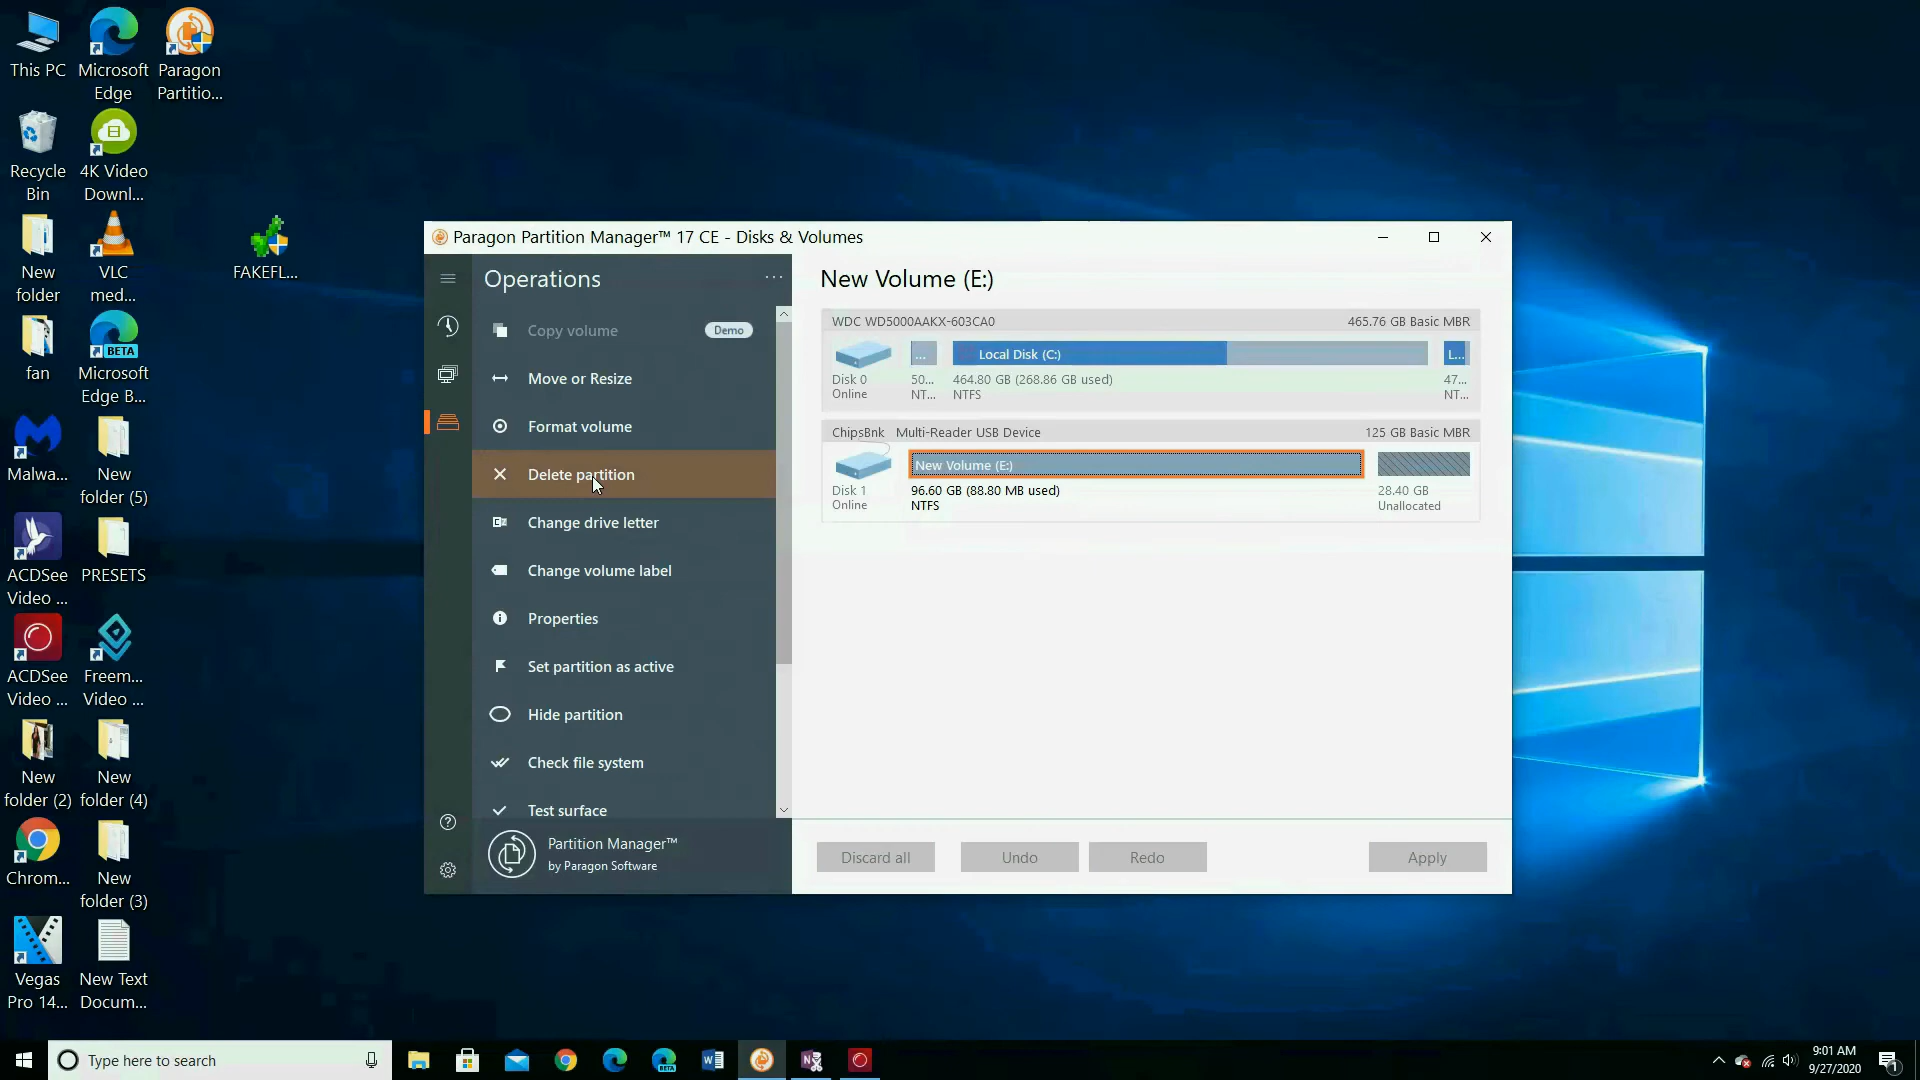 This PC
Microsoft
Edge
Paragon
Partitio...
Recycle
Bin
4K Video
Downl...
New
folder
VLC
med...
FAKEFL...
fan
BETA
Microsoft
Edge B...
Malwa...
New
folder (5)
ACDSee
Video ...
PRESETS
ACDSee
Video ...
Freem...
Video ...
New
folder (2)
New
folder (4)
Chrom...
New
folder (3)
Vegas
Pro 14...
New Text
Docum...
Paragon Partition Manager™ 17 CE - Disks & Volumes
Operations
...
Copy volume
Demo
Move or Resize
Format volume
Delete partition
Change drive letter
Change volume label
Properties
Set partition as active
Hide partition
Check file system
Test surface
Partition Manager™
by Paragon Software
New Volume (E:)
WDC WD5000AAKX-603CA0
465.76 GB Basic MBR
Disk 0
Online
...
50...
NT...
Local Disk (C:)
464.80 GB (268.86 GB used)
NTFS
L...
47...
NT...
ChipsBnk Multi-Reader USB Device
125 GB Basic MBR
Disk 1
Online
New Volume (E:)
96.60 GB (88.80 MB used)
NTFS
28.40 GB
Unallocated
Discard all
Undo
Redo
Apply
Type here to search
BETA
9:01 AM
9/27/2020
1